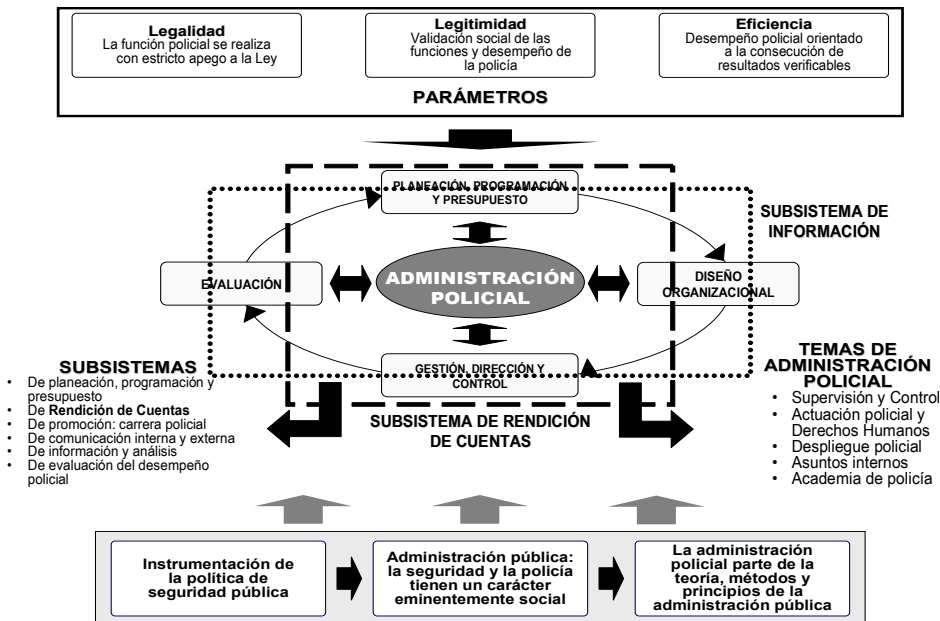 Legalidad
La función policial se realiza
con estricto apego a la Ley
Legitimidad
Validación social de las
funciones y desempeño de
la policía
Eficiencia
Desempeño policial orientado
a la consecución de
resultados verificables
PARÁMETROS
PLANEACIÓN, PROGRAMACIÓN
Y PRESUPUESTO
SUBSISTEMA DE
INFORMACIÓN
EVALUACIÓN
ADMINISTRACIÓN
POLICIAL
DISEÑO
ORGANIZACIONAL
GESTIÓN, DIRECCIÓN Y
CONTROL
SUBSISTEMA DE RENDICIÓN
DE CUENTAS
SUBSISTEMAS
• De planeación, programación y
presupuesto
• De Rendición de Cuentas
• De promoción: carrera policial
• De comunicación interna y externa
• De información y análisis
• De evaluación del desempeño
policial
TEMAS DE
ADMINISTRACIÓN
POLICIAL
• Supervisión y Control
• Actuación policial y
Derechos Humanos
• Despliegue policial
• Asuntos internos
• Academia de policía
Instrumentación de
la política de
seguridad pública
Administración pública:
la seguridad y la policía
tienen un carácter
eminentemente social
La administración
policial parte de la
teoría, métodos y
principios de la
administración pública